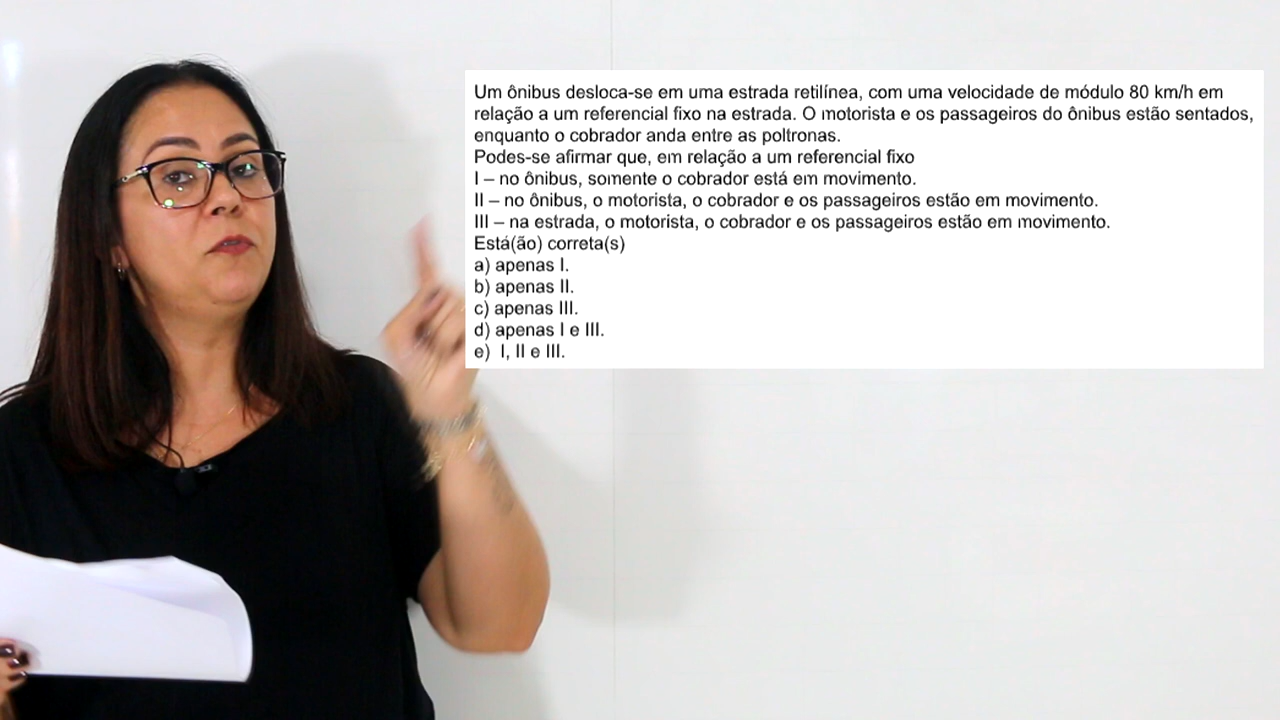 Um ônibus desloca-se em uma estrada retilínea, com uma velocidade de módulo 80 km/h em
relação a um referencial fixo na estrada. O motorista e os passageiros do ônibus estão sentados,
enquanto o cobrador anda entre as poltronas.
Podes-se afirmar que, em relação a um referencial fixo
I – no ônibus, somente o cobrador está em movimento.
II – no ônibus, o motorista, o cobrador e os passageiros estão em movimento.
III – na estrada, o motorista, o cobrador e os passageiros estão em movimento.
Está(ão) correta(s)
a) apenas I.
b) apenas II.
c) apenas III.
d) apenas I e III.
e)  I, II e III.